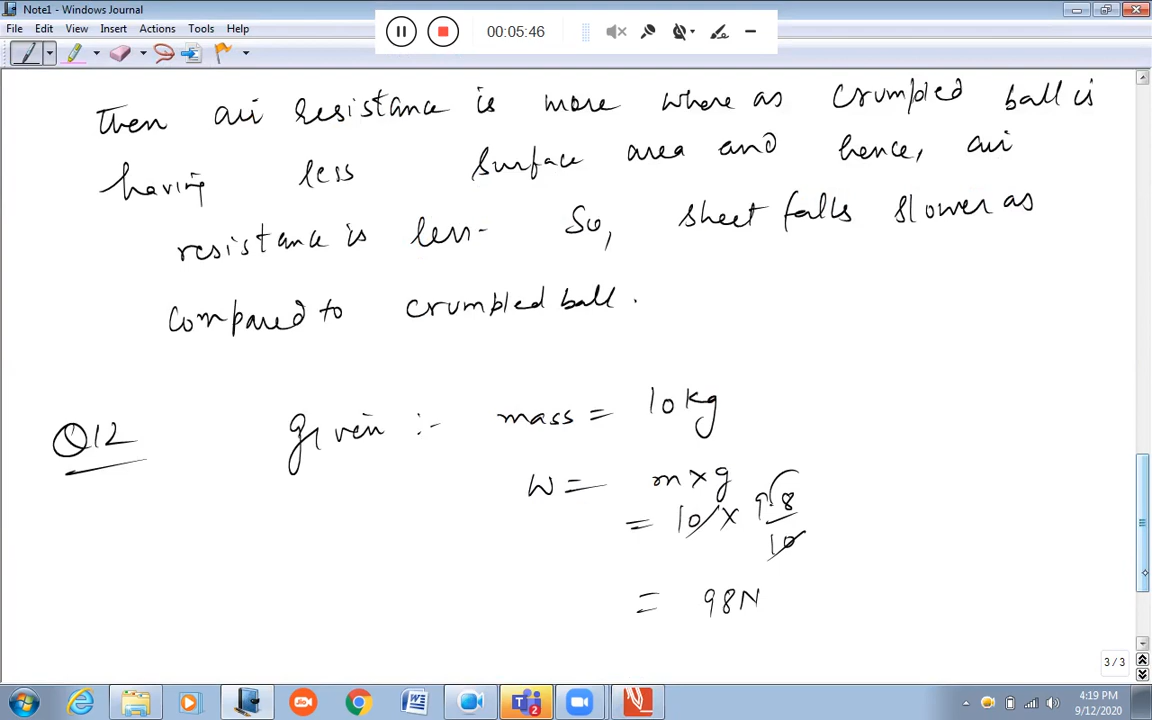 Note1 - Windows Journal
File Edit View Insert Actions Tools Help
00:05:46
Then air resistance is more where as crumpled ball is
having less surface area and hence, air
resistance is less. So, sheet falls slower as
compared to crumpled ball.
Q12 given :- mass = 10kg
W = m x g
= 10 x 9.8
10
= 98N
3/3
2
4:19 PM
9/12/2020